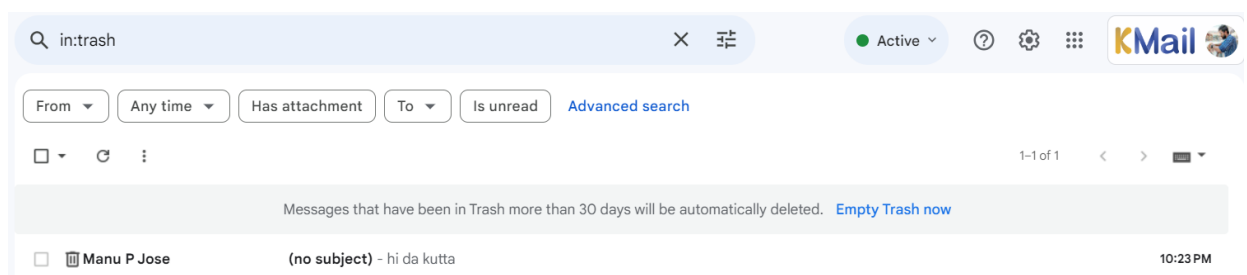 in:trash Active KMail
From Any time Has attachment To Is unread Advanced search
1–1 of 1
Messages that have been in Trash more than 30 days will be automatically deleted. Empty Trash now
Manu P Jose (no subject) - hi da kutta 10:23 PM